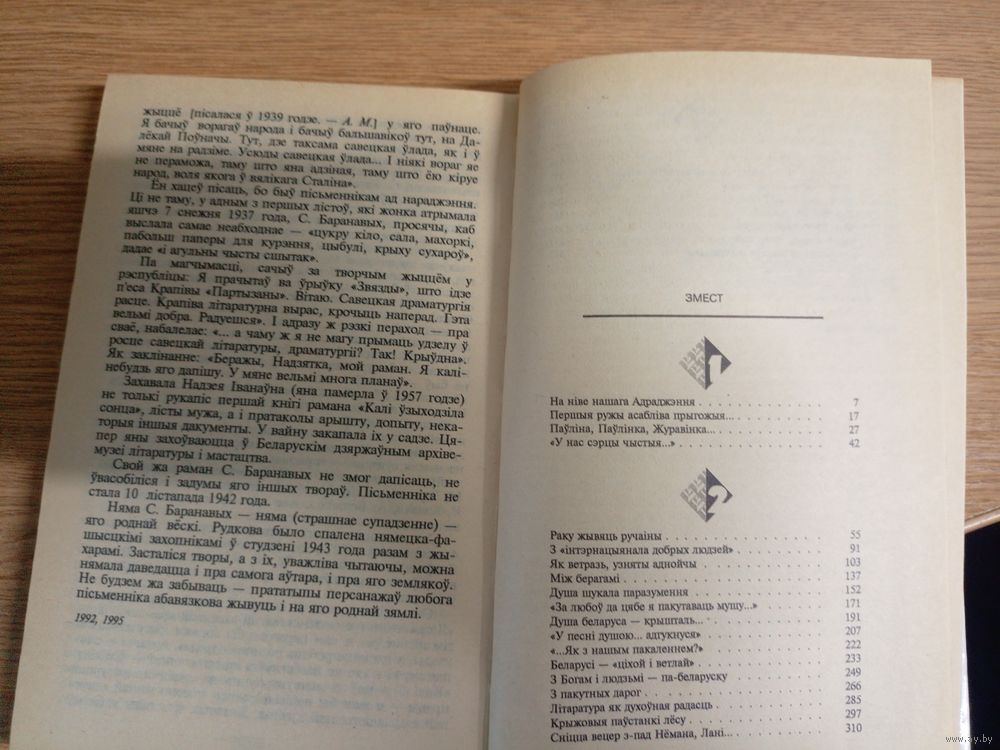 жыццё [пісалася ў 1939 годзе. — А. М.] у яго паўнаце.
Я бачыў ворагаў народа і бачыў бальшавікоў тут, на Да-
лёкай Поўначы. Тут, дзе таксама савецкая ўлада, як і ў
мяне на радзіме. Усюды савецкая ўлада... І ніякі вораг яе
не пераможа, таму што яна адзіная, таму што ёю кіруе
народ, воля якога ў вялікага Сталіна».
Ён хацеў пісаць, бо быў пісьменнікам ад нараджэння.
Ці не таму, у адным з першых лістоў, які жонка атрымала
яшчэ 7 снежня 1937 года, С. Баранавых, просячы, каб
выслала самае неабходнае — «цукру кіло, сала, махоркі,
пабольш паперы для курэння, цыбулі, крыху сухароў»,
дадае «і агульны чысты сшытак».
Па магчымасці, сачыў за творчым жыццём у
рэспубліцы: Я прачытаў ва ўрыўку «Звязды», што ідзе
п'еса Крапівы «Партызаны». Вітаю. Савецкая драматургія
расце. Крапіва літаратурна вырас, крочыць наперад. Гэта
вельмі добра. Радуешся». І адразу ж рэзкі пераход — пра
сваё, набалелае: «... а чаму ж я не магу прымаць удзелу ў
росце савецкай літаратуры, драматургіі? Так! Крыўдна».
Як заклінанне: «Беражы, Надзятка, мой раман. Я калі-
небудзь яго дапішу. У мяне вельмі многа планаў».
Захавала Надзея Іванаўна (яна памерла ў 1957 годзе)
не толькі рукапіс першай кнігі рамана «Калі ўзыходзіла
сонца», лісты мужа, а і пратаколы арышту, допыту, нека-
торыя іншыя дакументы. У вайну закапала іх у садзе. Ця-
пер яны захоўваюцца ў Беларускім дзяржаўным архіве-
музеі літаратуры і мастацтва.
Свой жа раман С. Баранавых не змог дапісаць, не
ўвасобіліся і задумы яго іншых твораў. Пісьменніка не
стала 10 лістапада 1942 года.
Няма С. Баранавых — няма (страшнае супадзенне) —
яго роднай вёскі. Рудкова было спалена нямецка-фа-
шысцкімі захопнікамі ў студзені 1943 года разам з жы-
харамі. Засталіся творы, а з іх, уважліва чытаючы, можна
нямала даведацца і пра самога аўтара, і пра яго землякоў.
Не будзем жа забываць — прататыпы персанажаў любога
пісьменніка абавязкова жывуць і на яго роднай зямлі.
1992, 1995
ЗМЕСТ
1
На ніве нашага Адраджэння . . . 7
Першыя ружы асабліва прыгожыя... . . . 17
Паўліна, Паўлінка, Журавінка... . . . 27
«У нас сэрцы чыстыя...» . . . 42
2
Раку жывяць ручаіны . . . 55
З «інтэрнацыянала добрых людзей» . . . 91
Як ветразь, узняты аднойчы . . . 103
Між берагамі . . . 137
Душа шукала паразумення . . . 152
«За любоў да цябе я пакутаваць мушу...» . . . 171
Душа беларуса — крышталь... . . . 191
«У песні душою... адгукнуся» . . . 207
«...Як з нашым пакаленнем?» . . . 222
Беларусі — «ціхой і ветлай» . . . 233
З Богам і людзьмі — па-беларуску . . . 249
З пакутных дарог . . . 266
Літаратура як духоўная радасць . . . 285
Крыжовыя паўстанкі лёсу . . . 297
Сніцца вецер з-пад Нёмана, Лані... . . . 310
www.ay.by